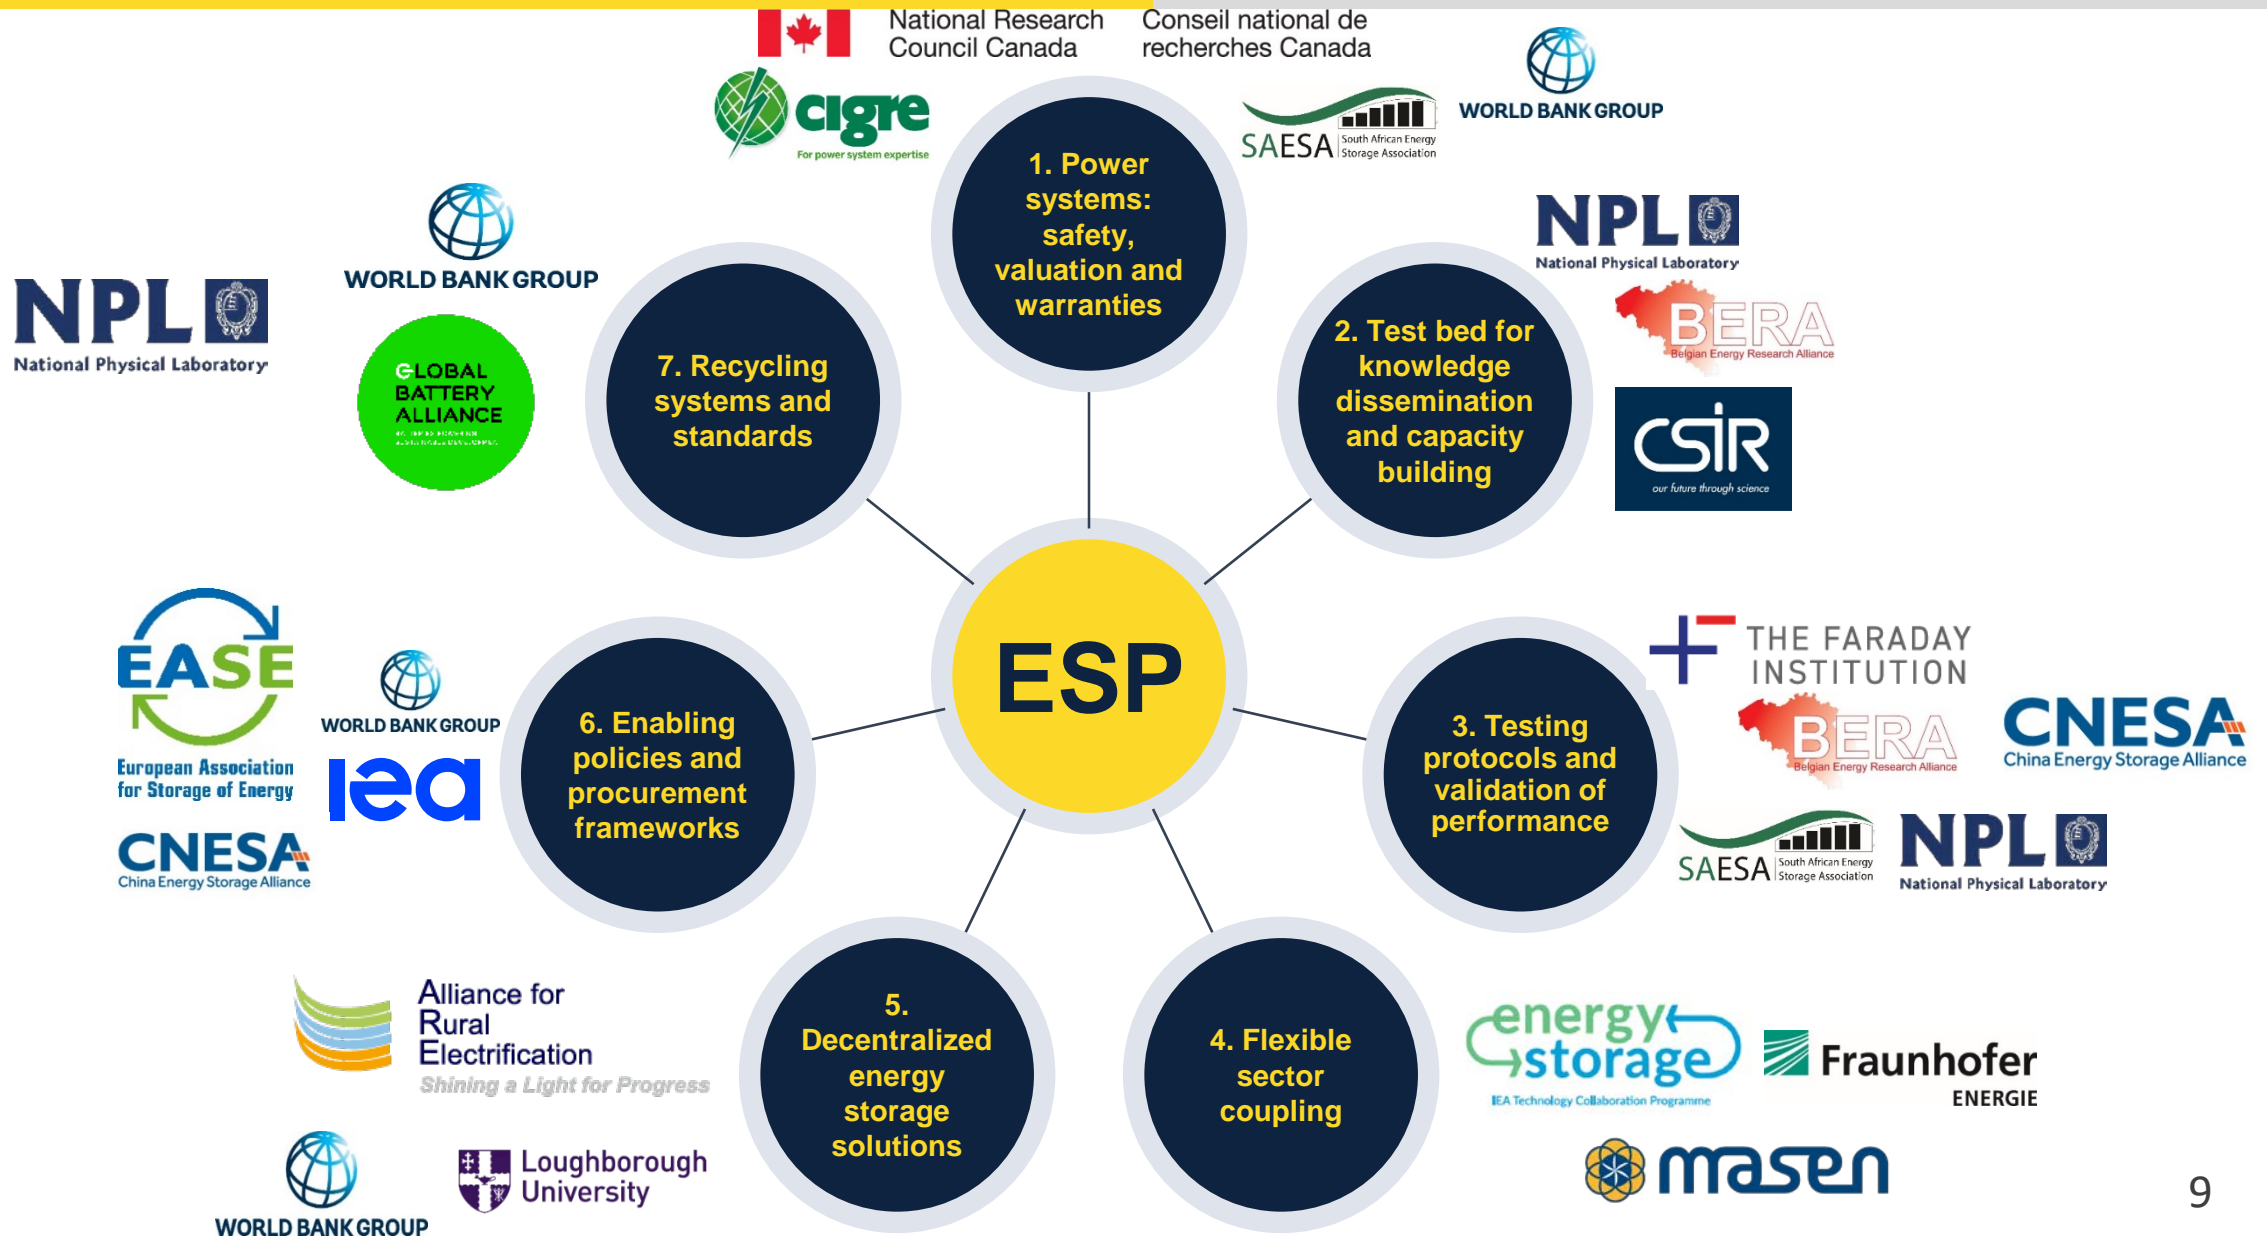 National Research
Council Canada
Conseil national de
recherches Canada
cigre
For power system expertise
SAESA
South African Energy
Storage Association
WORLD BANK GROUP
1. Power
systems:
safety,
valuation and
warranties
NPL
National Physical Laboratory
BERA
Belgian Energy Research Alliance
CSIR
our future through science
2. Test bed for
knowledge
dissemination
and capacity
building
WORLD BANK GROUP
NPL
National Physical Laboratory
GLOBAL
BATTERY
ALLIANCE
7. Recycling
systems and
standards
ESP
THE FARADAY
INSTITUTION
BERA
Belgian Energy Research Alliance
CNESA
China Energy Storage Alliance
SAESA
South African Energy
Storage Association
NPL
National Physical Laboratory
3. Testing
protocols and
validation of
performance
EASE
European Association
for Storage of Energy
WORLD BANK GROUP
iea
CNESA
China Energy Storage Alliance
6. Enabling
policies and
procurement
frameworks
Alliance for
Rural
Electrification
Shining a Light for Progress
WORLD BANK GROUP
Loughborough
University
5.
Decentralized
energy
storage
solutions
4. Flexible
sector
coupling
energy
storage
IEA Technology Collaboration Programme
Fraunhofer
ENERGIE
masen
9